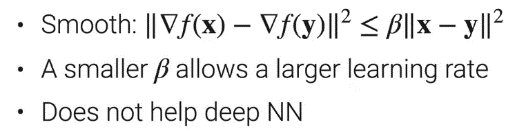 • Smooth: ‖∇f(𝐱) − ∇f(𝐲)‖² ≤ β‖𝐱 − 𝐲‖²
• A smaller β allows a larger learning rate
• Does not help deep NN